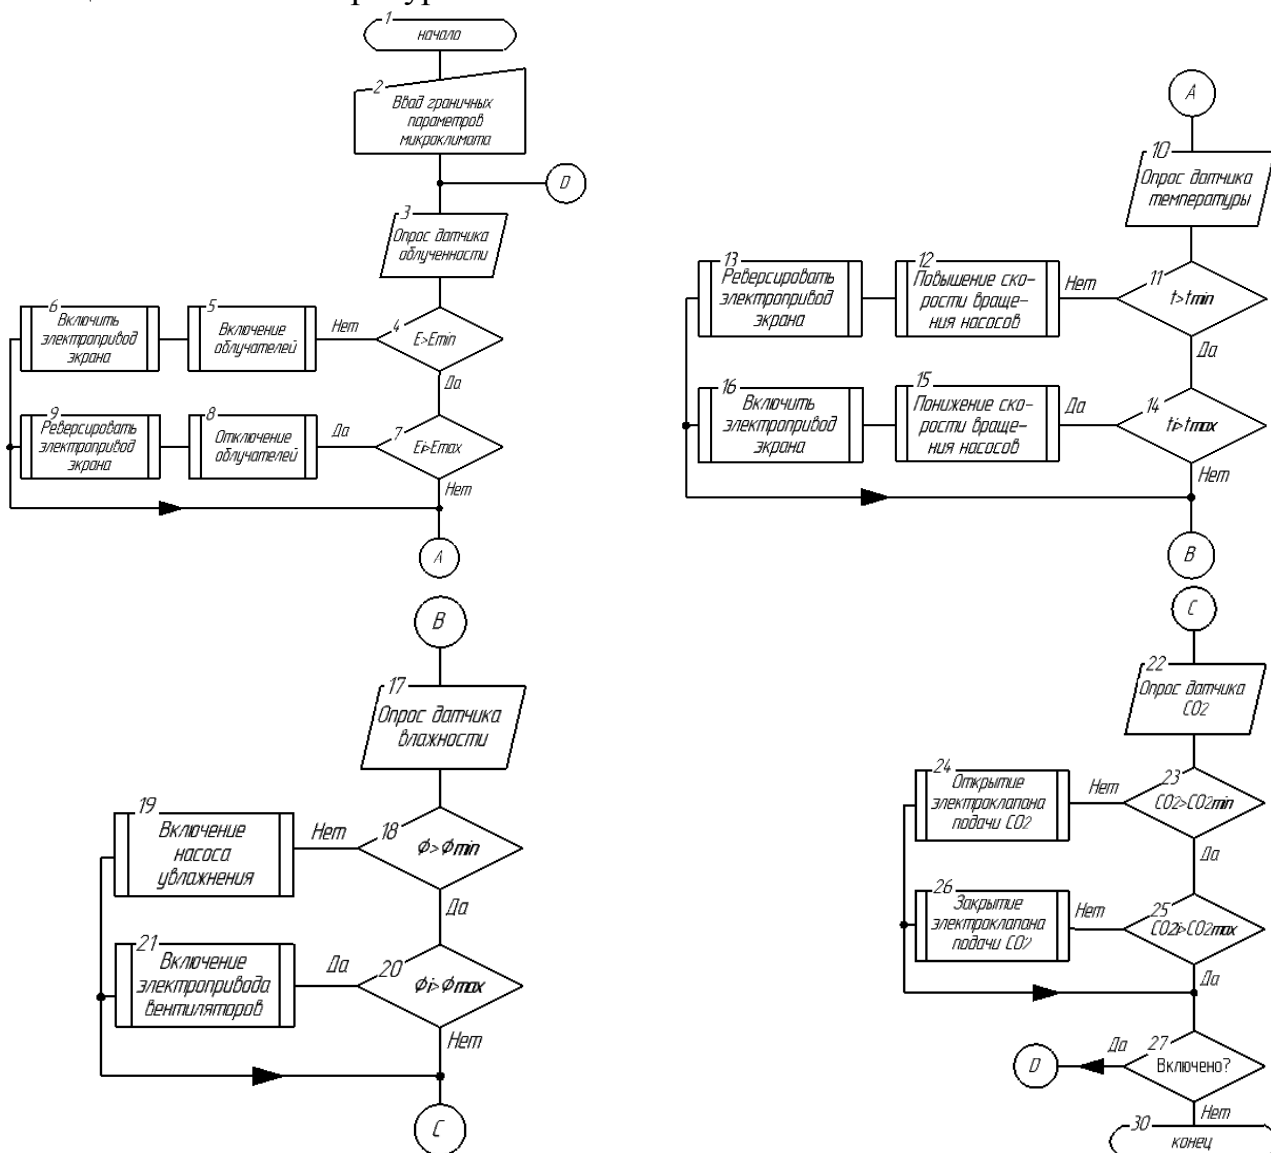 1
начало
2
Ввод граничных
параметров
микроклимата
D
3
Опрос датчика
облученности
4
E>Emin
Нет
5
Включение
облучателей
6
Включить
электропривод
экрана
Да
7
Ei>Emax
Да
8
Отключение
облучателей
9
Реверсировать
электропривод
экрана
Нет
A
A
10
Опрос датчика
температуры
11
t>tmin
Нет
12
Повышение ско-
рости враще-
ния насосов
13
Реверсировать
электропривод
экрана
Да
14
ti>tmax
Да
15
Понижение ско-
рости враще-
ния насосов
16
Включить
электропривод
экрана
Нет
B
B
17
Опрос датчика
влажности
18
ϕ>ϕmin
Нет
19
Включение
насоса
увлажнения
Да
20
ϕi>ϕmax
Да
21
Включение
электропривода
вентиляторов
Нет
C
C
22
Опрос датчика
CO2
23
CO2>CO2min
Нет
24
Открытие
электроклапона
подачи CO2
Да
25
CO2i>CO2max
Нет
26
Закрытие
электроклапона
подачи CO2
Да
27
Включено?
Да
D
Нет
30
конец